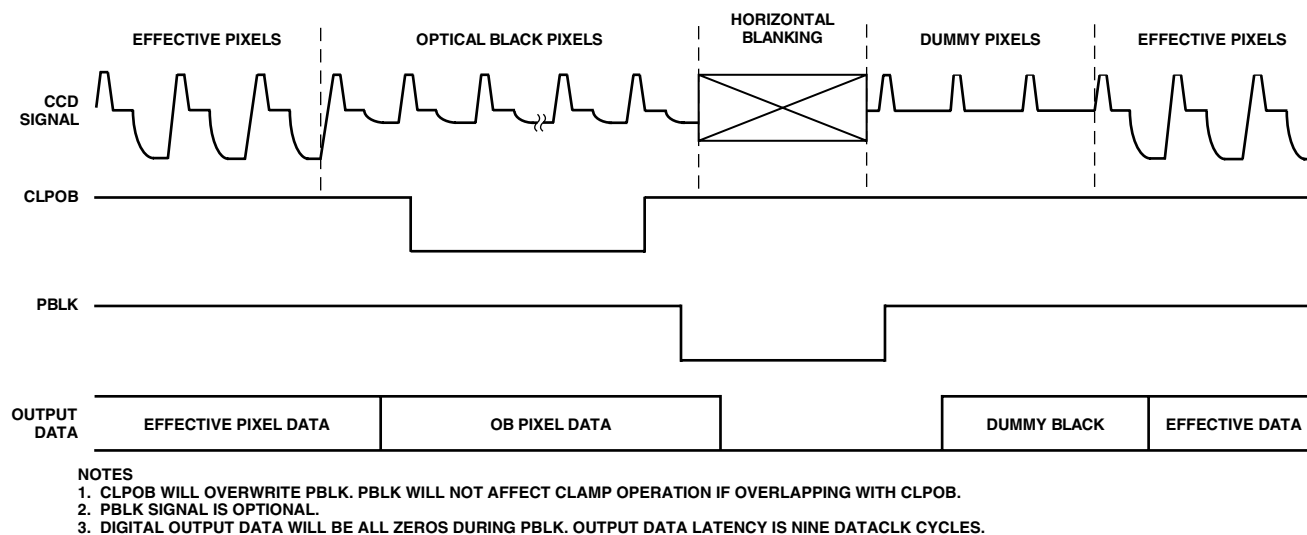 HORIZONTAL
BLANKING
EFFECTIVE PIXELS
OPTICAL BLACK PIXELS
DUMMY PIXELS
EFFECTIVE PIXELS
CCD
SIGNAL
CLPOB
PBLK
OUTPUT
DATA
EFFECTIVE PIXEL DATA
OB PIXEL DATA
DUMMY BLACK
EFFECTIVE DATA
NOTES
1. CLPOB WILL OVERWRITE PBLK. PBLK WILL NOT AFFECT CLAMP OPERATION IF OVERLAPPING WITH CLPOB.
2. PBLK SIGNAL IS OPTIONAL.
3. DIGITAL OUTPUT DATA WILL BE ALL ZEROS DURING PBLK. OUTPUT DATA LATENCY IS NINE DATACLK CYCLES.